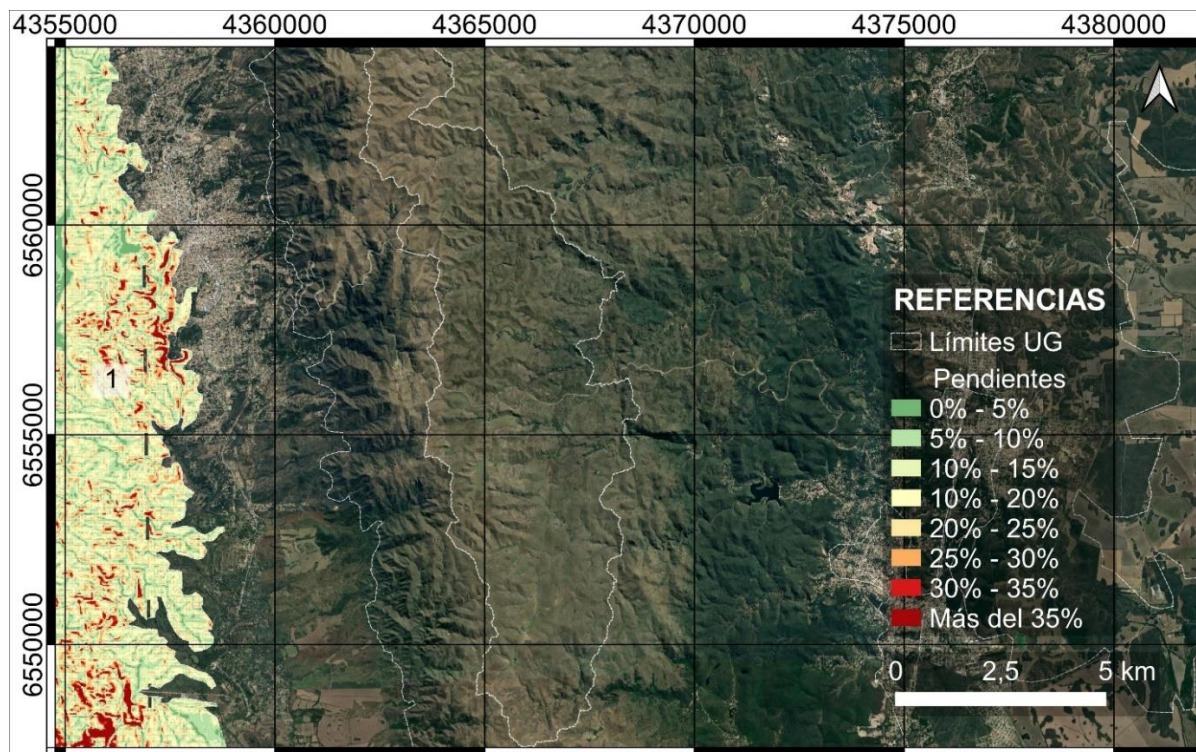 4355000 4360000 4365000 4370000 4375000 4380000
6560000
6555000
6550000
1
REFERENCIAS
Límites UG
Pendientes
0% - 5%
5% - 10%
10% - 15%
10% - 20%
20% - 25%
25% - 30%
30% - 35%
Más del 35%
0 2,5 5 km